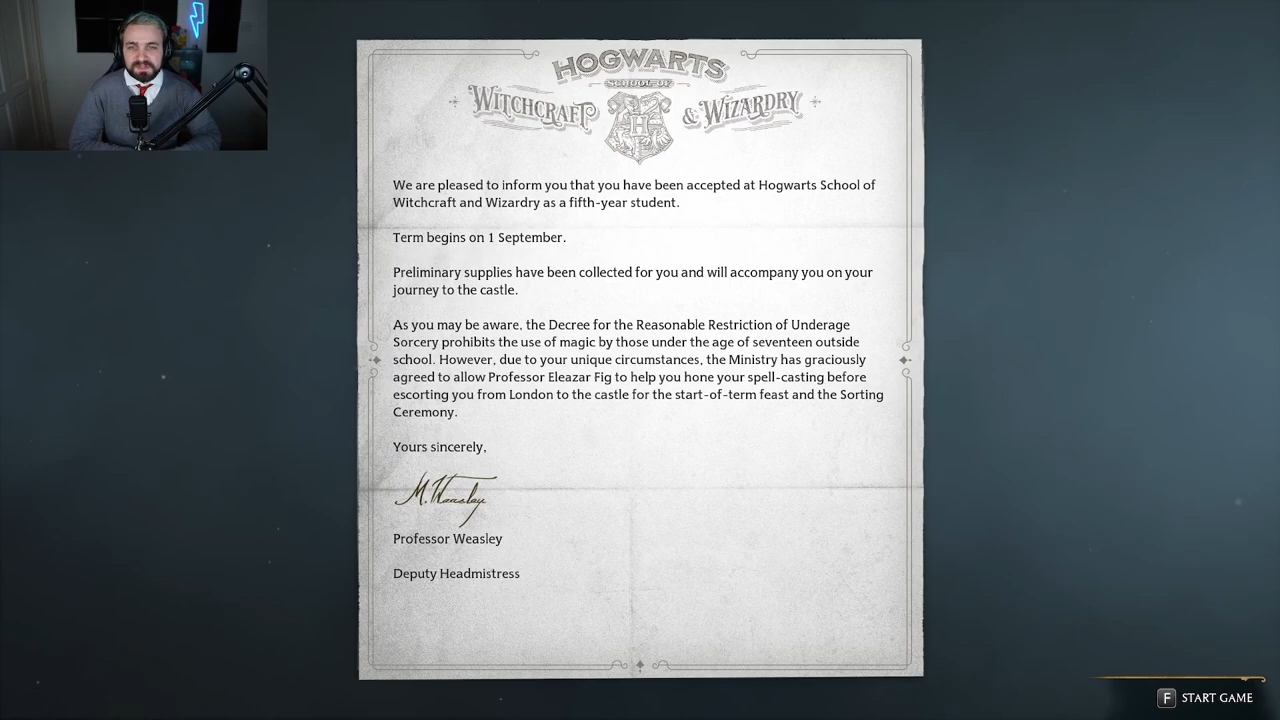 HOGWARTS
SCHOOL OF
WITCHCRAFT & WIZARDRY
H
We are pleased to inform you that you have been accepted at Hogwarts School of
Witchcraft and Wizardry as a fifth-year student.
Term begins on 1 September.
Preliminary supplies have been collected for you and will accompany you on your
journey to the castle.
As you may be aware, the Decree for the Reasonable Restriction of Underage
Sorcery prohibits the use of magic by those under the age of seventeen outside
school. However, due to your unique circumstances, the Ministry has graciously
agreed to allow Professor Eleazar Fig to help you hone your spell-casting before
escorting you from London to the castle for the start-of-term feast and the Sorting
Ceremony.
Yours sincerely,
M. Weasley
Professor Weasley
Deputy Headmistress
F START GAME